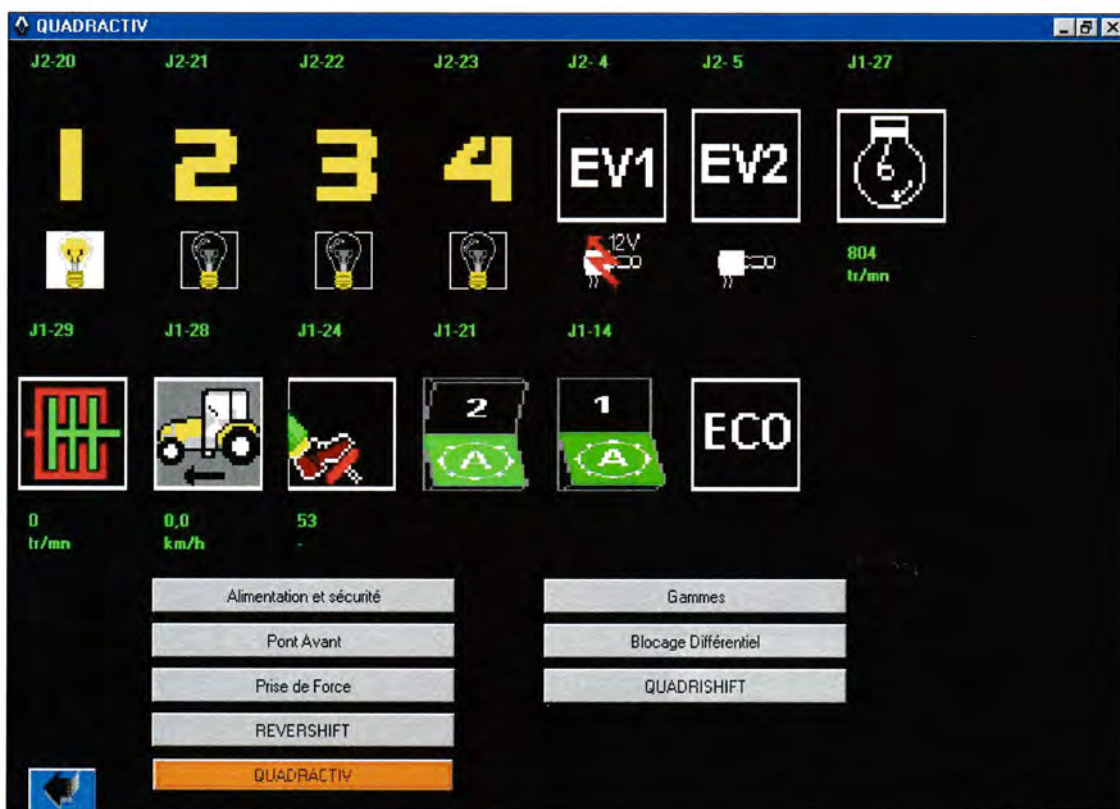 QUADRACTIV
J2-20 J2-21 J2-22 J2-23 J2- 4 J2- 5 J1-27
1 2 3 4 EV1 EV2 6
12V
804
tr/mn
J1-29 J1-28 J1-24 J1-21 J1-14
2 1 ECO
A A
0 0,0 53
tr/mn km/h -
Alimentation et sécurité Gammes
Pont Avant Blocage Différentiel
Prise de Force QUADRISHIFT
REVERSHIFT
QUADRACTIV